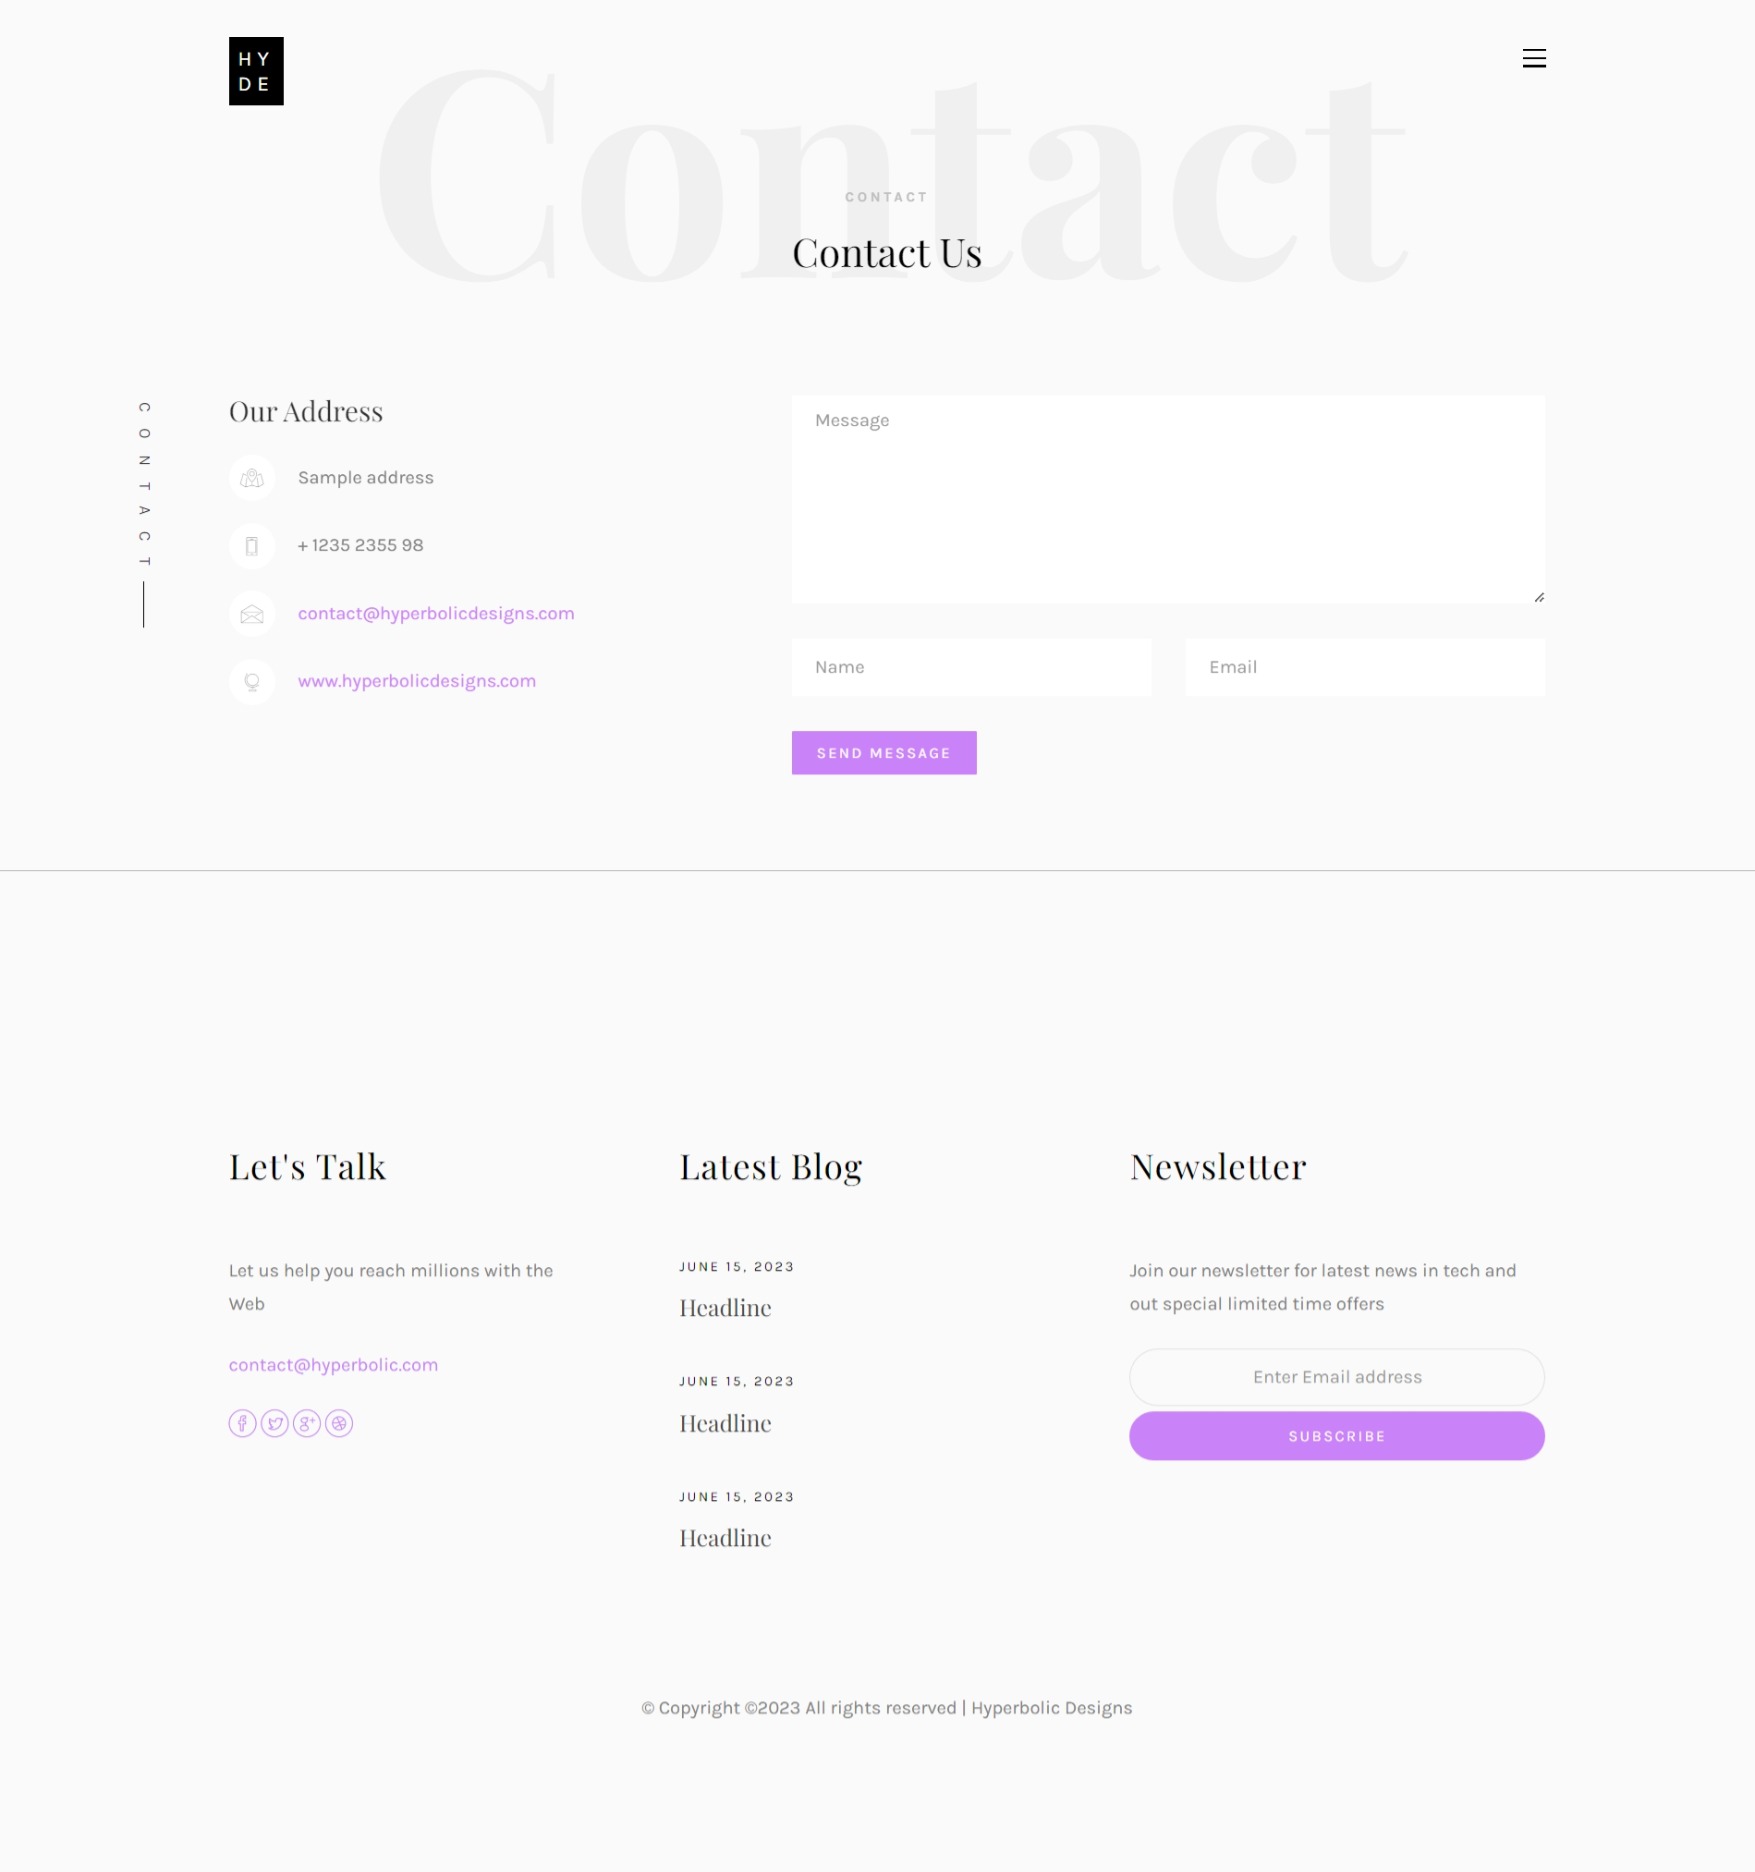 HY
DE
Contact
CONTACT
Contact Us
CONTACT
Our Address
Sample address
+ 1235 2355 98
contact@hyperbolicdesigns.com
www.hyperbolicdesigns.com
Message
Name
Email
SEND MESSAGE
Let's Talk
Let us help you reach millions with the
Web
contact@hyperbolic.com
Latest Blog
JUNE 15, 2023
Headline
JUNE 15, 2023
Headline
JUNE 15, 2023
Headline
Newsletter
Join our newsletter for latest news in tech and
out special limited time offers
Enter Email address
SUBSCRIBE
© Copyright ©2023 All rights reserved | Hyperbolic Designs